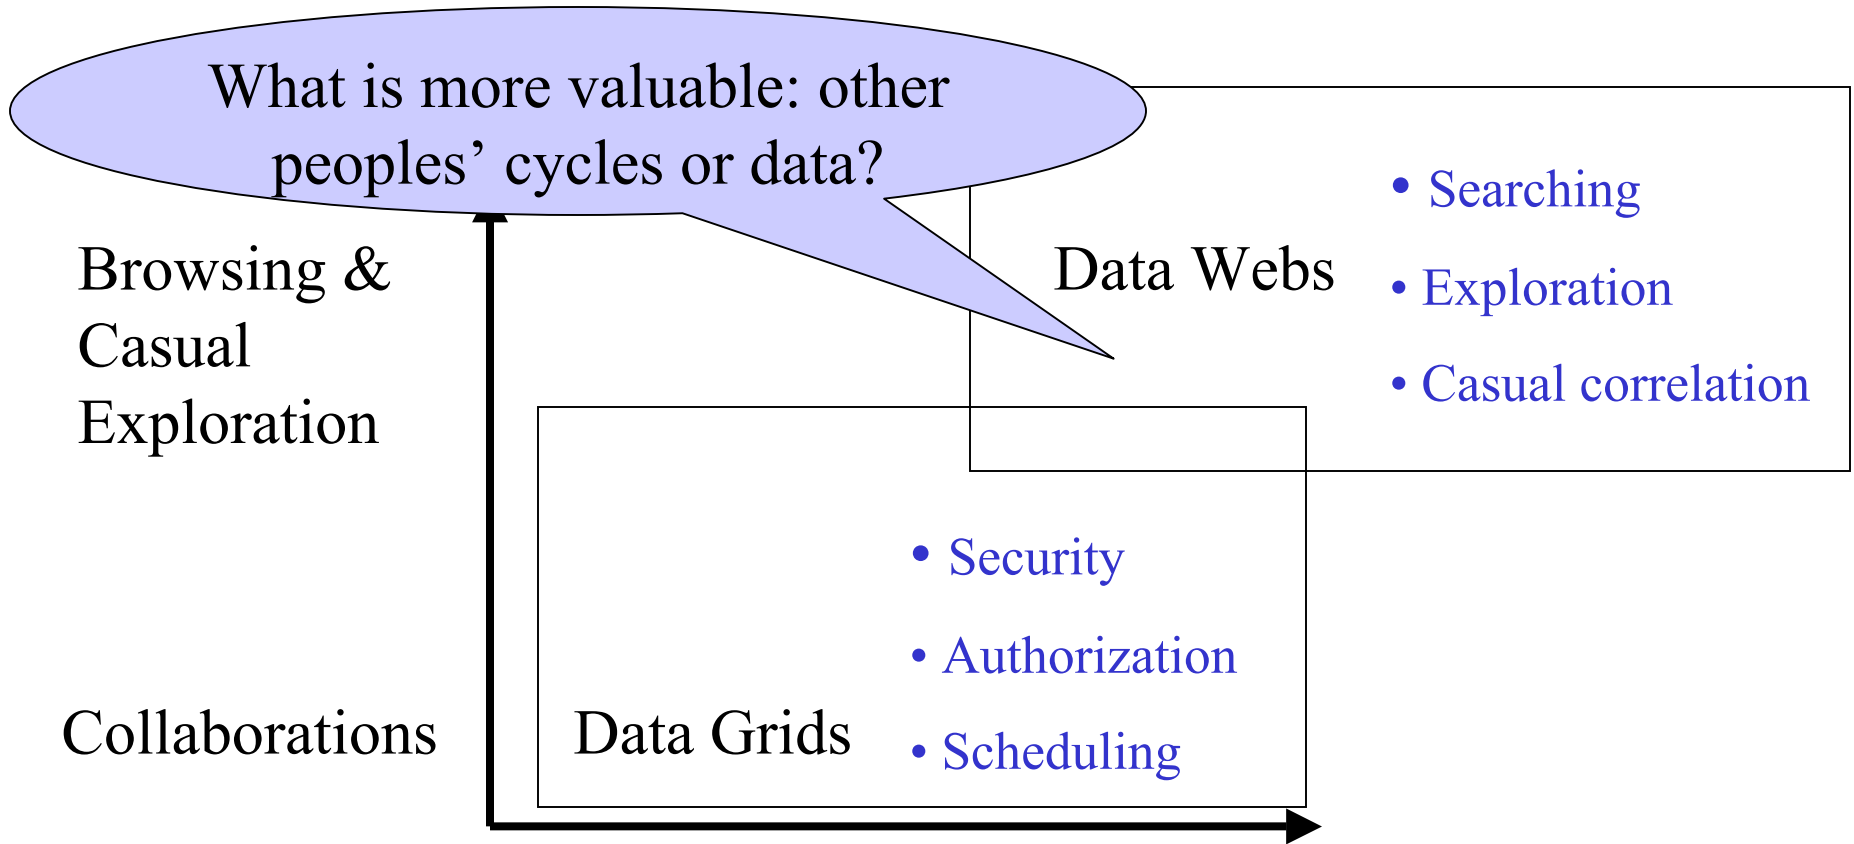 What is more valuable: other
peoples’ cycles or data?
Browsing &
Casual
Exploration
Data Webs
• Searching
• Exploration
• Casual correlation
• Security
• Authorization
• Scheduling
Collaborations
Data Grids